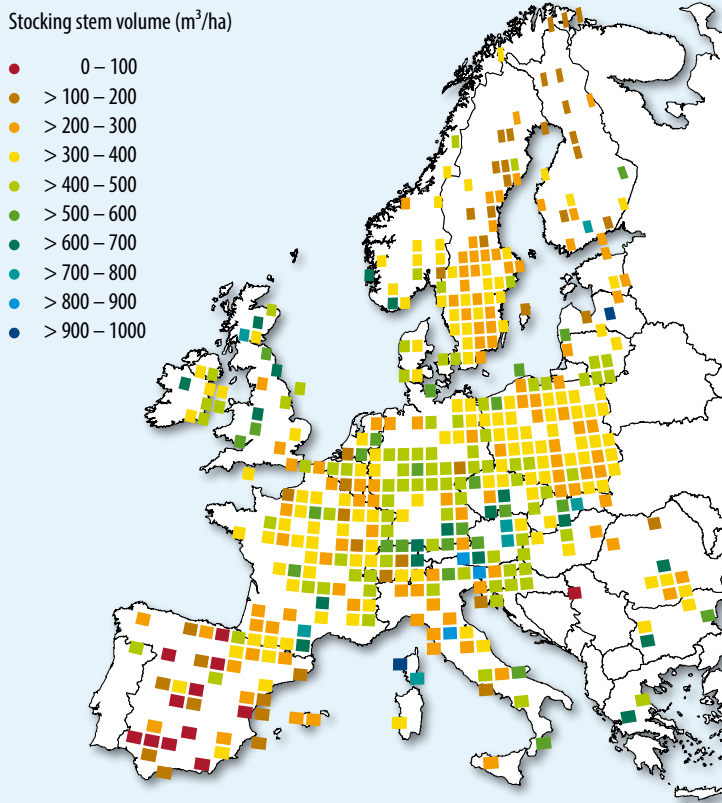 Stocking stem volume (m³/ha)
0 – 100
> 100 – 200
> 200 – 300
> 300 – 400
> 400 – 500
> 500 – 600
> 600 – 700
> 700 – 800
> 800 – 900
> 900 – 1000